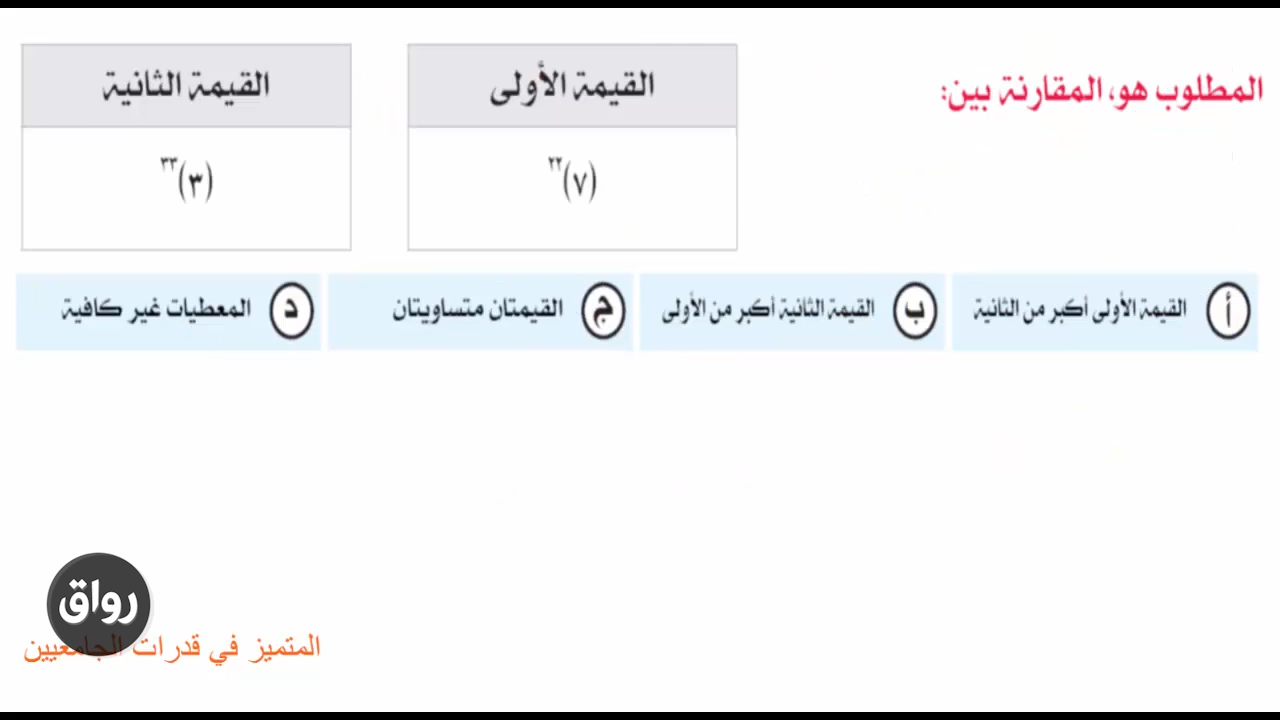 المطلوب هو، المقارنة بين:
القيمة الأولى
(٧)٢٢
القيمة الثانية
(٣)٣٣
أ القيمة الأولى أكبر من الثانية
ب القيمة الثانية أكبر من الأولى
ج القيمتان متساويتان
د المعطيات غير كافية
رواق
المتميز في قدرات الجامعيين